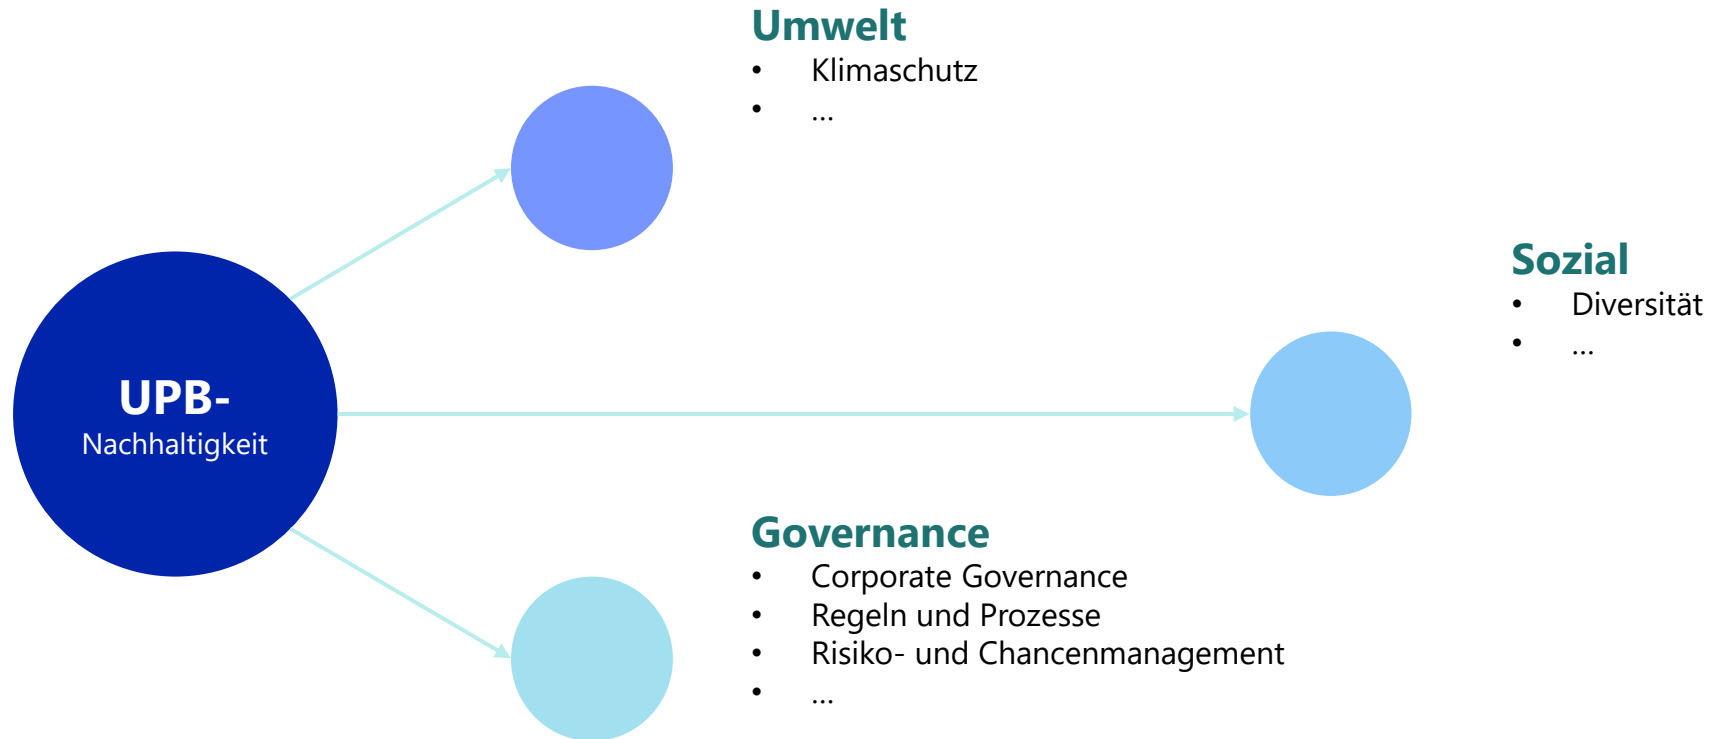 Umwelt
• Klimaschutz
• ...
Sozial
• Diversität
• ...
UPB-
Nachhaltigkeit
Governance
• Corporate Governance
• Regeln und Prozesse
• Risiko- und Chancenmanagement
• ...